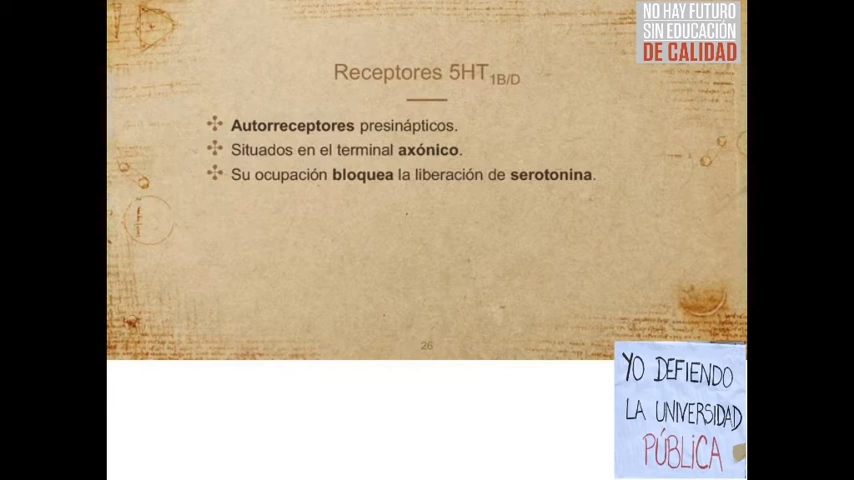 NO HAY FUTURO
SIN EDUCACIÓN
DE CALIDAD
Receptores 5HT1B/D
Autorreceptores presinápticos.
Situados en el terminal axónico.
Su ocupación bloquea la liberación de serotonina.
26
YO DEFIENDO
LA UNIVERSIDAD
PÚBLICA